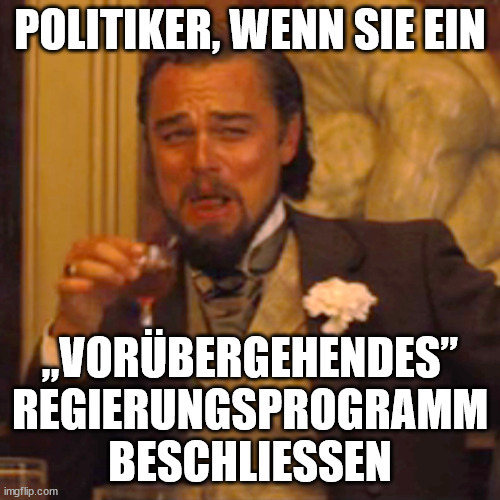 POLITIKER, WENN SIE EIN
„VORÜBERGEHENDES”
REGIERUNGSPROGRAMM
BESCHLIESSEN
imgflip.com